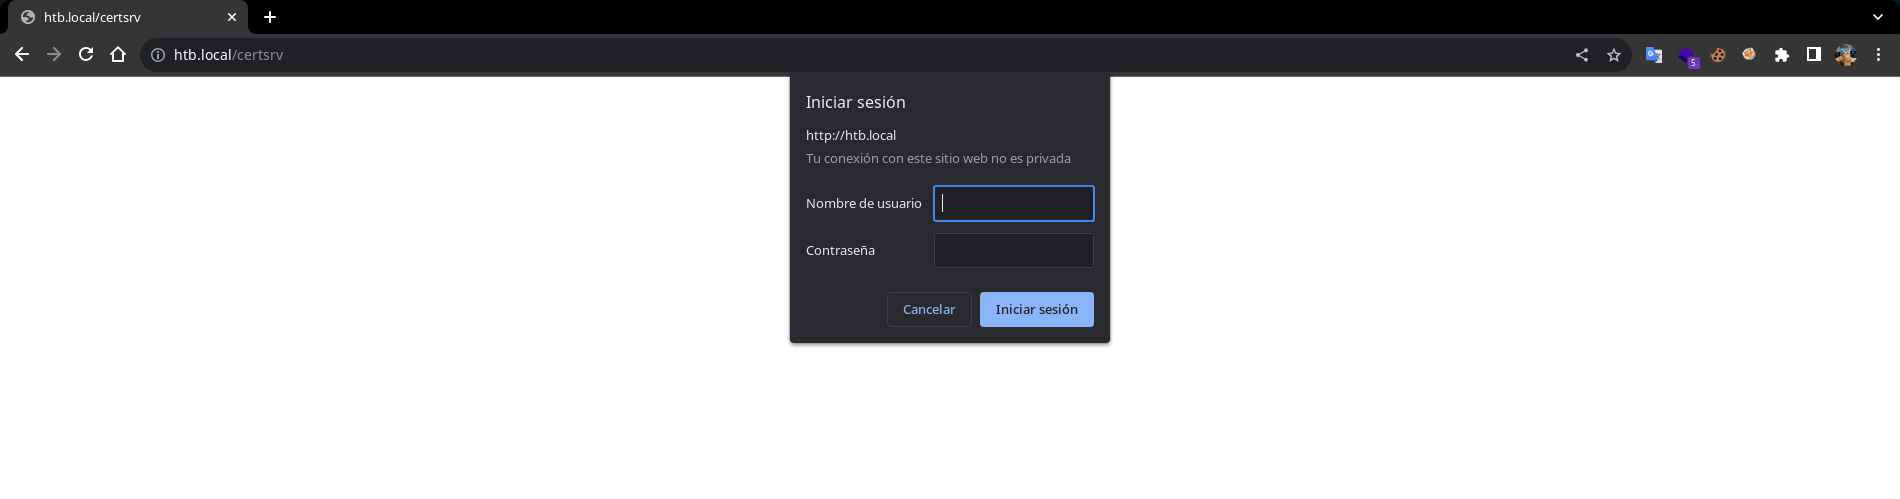 htb.local/certsrv
htb.local/certsrv
5
Iniciar sesión
http://htb.local
Tu conexión con este sitio web no es privada
Nombre de usuario
Contraseña
Cancelar Iniciar sesión